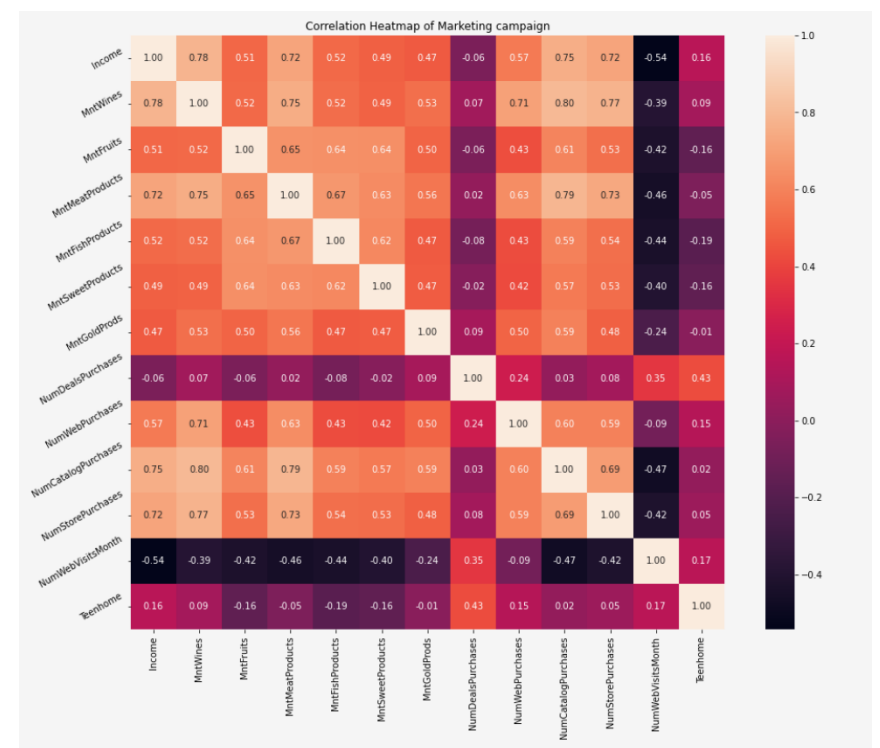 Correlation Heatmap of Marketing campaign
Income 1.00 0.78 0.51 0.72 0.52 0.49 0.47 -0.06 0.57 0.75 0.72 -0.54 0.16
MntWines 0.78 1.00 0.52 0.75 0.52 0.49 0.53 0.07 0.71 0.80 0.77 -0.39 0.09
MntFruits 0.51 0.52 1.00 0.65 0.64 0.64 0.50 -0.06 0.43 0.61 0.53 -0.42 -0.16
MntMeatProducts 0.72 0.75 0.65 1.00 0.67 0.63 0.56 0.02 0.63 0.79 0.73 -0.46 -0.05
MntFishProducts 0.52 0.52 0.64 0.67 1.00 0.62 0.47 -0.08 0.43 0.59 0.54 -0.44 -0.19
MntSweetProducts 0.49 0.49 0.64 0.63 0.62 1.00 0.47 -0.02 0.42 0.57 0.53 -0.40 -0.16
MntGoldProds 0.47 0.53 0.50 0.56 0.47 0.47 1.00 0.09 0.50 0.59 0.48 -0.24 -0.01
NumDealsPurchases -0.06 0.07 -0.06 0.02 -0.08 -0.02 0.09 1.00 0.24 0.03 0.08 0.35 0.43
NumWebPurchases 0.57 0.71 0.43 0.63 0.43 0.42 0.50 0.24 1.00 0.60 0.59 -0.09 0.15
NumCatalogPurchases 0.75 0.80 0.61 0.79 0.59 0.57 0.59 0.03 0.60 1.00 0.69 -0.47 0.02
NumStorePurchases 0.72 0.77 0.53 0.73 0.54 0.53 0.48 0.08 0.59 0.69 1.00 -0.42 0.05
NumWebVisitsMonth -0.54 -0.39 -0.42 -0.46 -0.44 -0.40 -0.24 0.35 -0.09 -0.47 -0.42 1.00 0.17
Teenhome 0.16 0.09 -0.16 -0.05 -0.19 -0.16 -0.01 0.43 0.15 0.02 0.05 0.17 1.00
Income
MntWines
MntFruits
MntMeatProducts
MntFishProducts
MntSweetProducts
MntGoldProds
NumDealsPurchases
NumWebPurchases
NumCatalogPurchases
NumStorePurchases
NumWebVisitsMonth
Teenhome
1.0
0.8
0.6
0.4
0.2
0.0
−0.2
−0.4